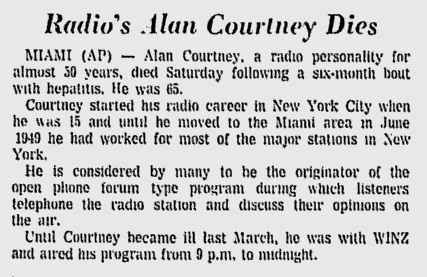 Radio's Alan Courtney Dies
MIAMI (AP) — Alan Courtney, a radio personality for
almost 50 years, died Saturday following a six-month bout
with hepatitis. He was 65.
Courtney started his radio career in New York City when
he was 15 and until he moved to the Miami area in June
1949 he had worked for most of the major stations in New
York.
He is considered by many to be the originator of the
open phone forum type program during which listeners
telephone the radio station and discuss their opinions on
the air.
Until Courtney became ill last March, he was with WINZ
and aired his program from 9 p.m. to midnight.